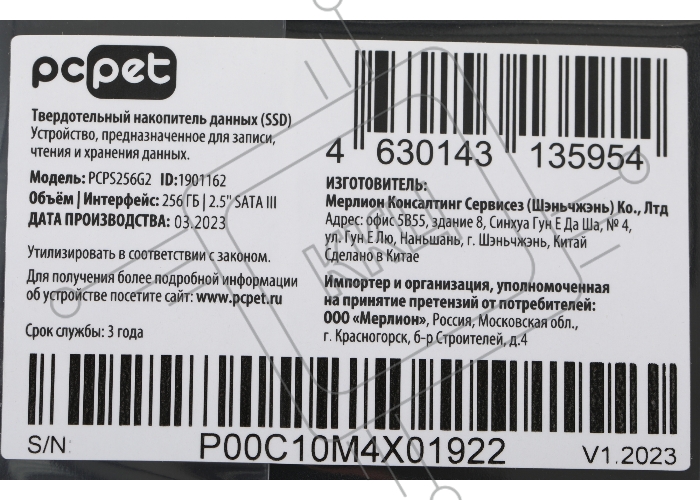 pcpet
Твердотельный накопитель данных (SSD)
Устройство, предназначенное для записи,
чтения и хранения данных.
Модель: PCPS256G2 ID:1901162
Объём | Интерфейс: 256 ГБ | 2.5" SATA III
ДАТА ПРОИЗВОДСТВА: 03.2023
Утилизировать в соответствии с законом.
Для получения более подробной информации
об устройстве посетите сайт: www.pcpet.ru
Срок службы: 3 года
4 630143 135954
ИЗГОТОВИТЕЛЬ:
Мерлион Консалтинг Сервисез (Шэньчжэнь) Ко., Лтд
Адрес: офис 5B55, здание 8, Синхуа Гун Е Да Ша, № 4,
ул. Гун Е Лю, Наньшань, г. Шэньчжэнь, Китай
Сделано в Китае
Импортер и организация, уполномоченная
на принятие претензий от потребителей:
ООО «Мерлион», Россия, Московская обл.,
г. Красногорск, б-р Строителей, д.4
S/N: P00C10M4X01922 V1.2023
ККЦ